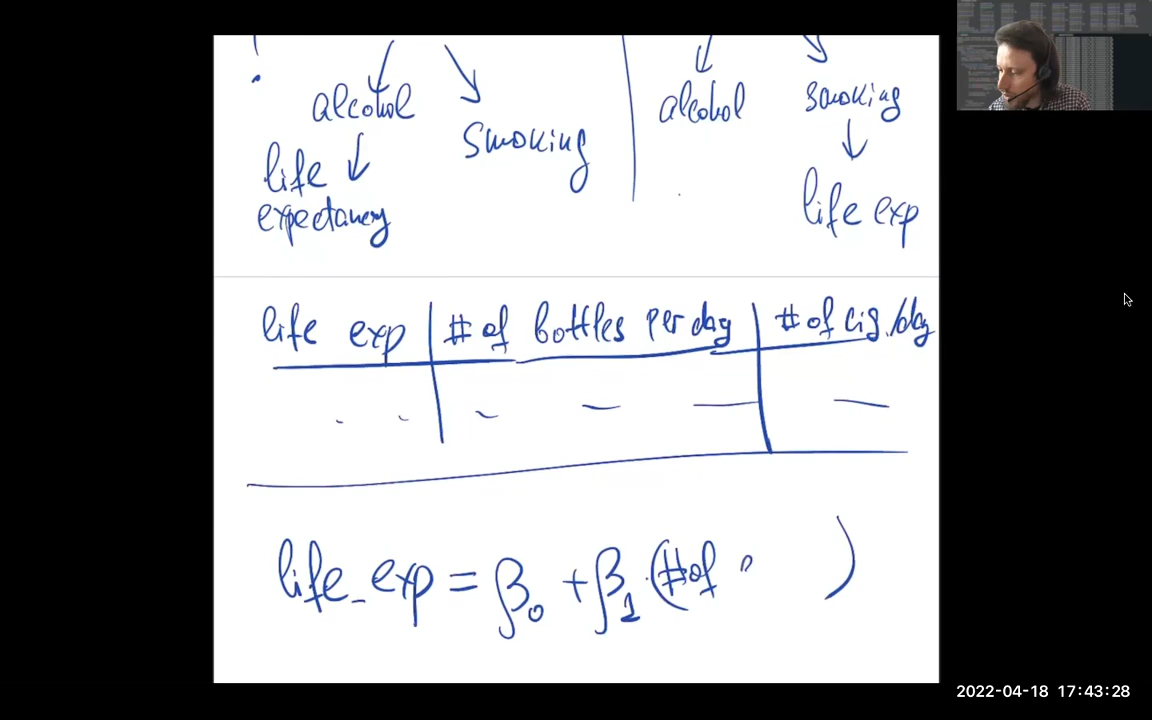 alcohol
smoking
life
expectancy
alcohol
smoking
life exp
life exp # of bottles per day # of cig./day
life_exp = β₀ + β₁ (# of )
2022-04-18 17:43:28